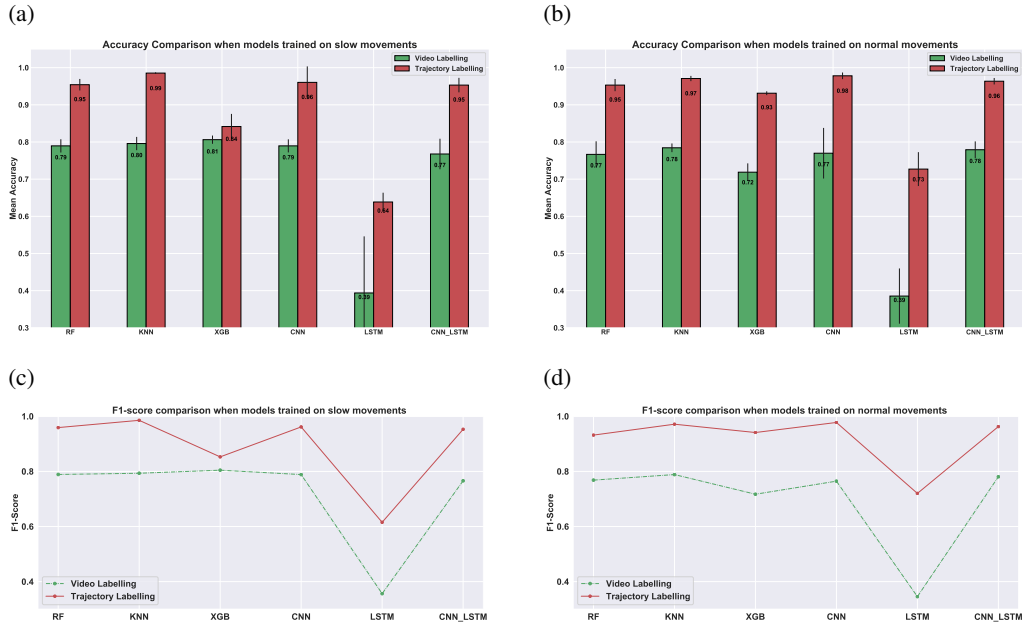 (a)
Accuracy Comparison when models trained on slow movements
Video Labelling
Trajectory Labelling
1.0
0.9
0.8
0.7
0.6
0.5
0.4
0.3
Mean Accuracy
0.79
0.95
0.80
0.99
0.81
0.84
0.79
0.96
0.39
0.64
0.77
0.95
RF
KNN
XGB
CNN
LSTM
CNN_LSTM
(b)
Accuracy Comparison when models trained on normal movements
Video Labelling
Trajectory Labelling
1.0
0.9
0.8
0.7
0.6
0.5
0.4
0.3
Mean Accuracy
0.77
0.95
0.78
0.97
0.72
0.93
0.77
0.98
0.39
0.73
0.78
0.96
RF
KNN
XGB
CNN
LSTM
CNN_LSTM
(c)
F1-score comparison when models trained on slow movements
1.0
0.8
0.6
0.4
F1-Score
Video Labelling
Trajectory Labelling
RF
KNN
XGB
CNN
LSTM
CNN_LSTM
(d)
F1-score comparison when models trained on normal movements
1.0
0.8
0.6
0.4
F1-Score
Video Labelling
Trajectory Labelling
RF
KNN
XGB
CNN
LSTM
CNN_LSTM